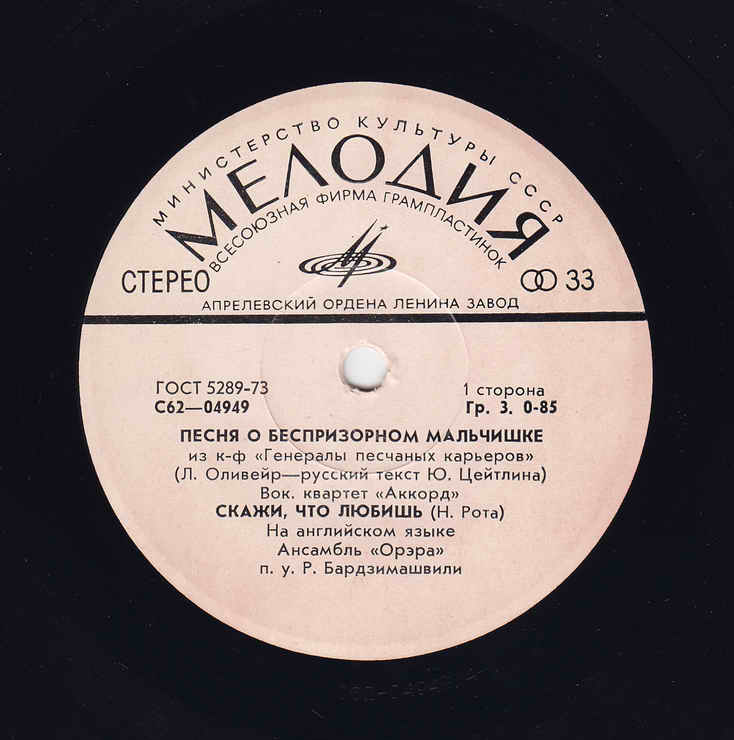 МИНИСТЕРСТВО КУЛЬТУРЫ СССР
МЕЛОДИЯ
ВСЕСОЮЗНАЯ ФИРМА ГРАМПЛАСТИНОК
СТЕРЕО 33
АПРЕЛЕВСКИЙ ОРДЕНА ЛЕНИНА ЗАВОД
ГОСТ 5289-73 1 сторона
С62—04949 Гр. 3. 0-85
ПЕСНЯ О БЕСПРИЗОРНОМ МАЛЬЧИШКЕ
из к-ф «Генералы песчаных карьеров»
(Л. Оливейр—русский текст Ю. Цейтлина)
Вок. квартет «Аккорд»
СКАЖИ, ЧТО ЛЮБИШЬ (Н. Рота)
На английском языке
Ансамбль «Орэра»
п. у. Р. Бардзимашвили